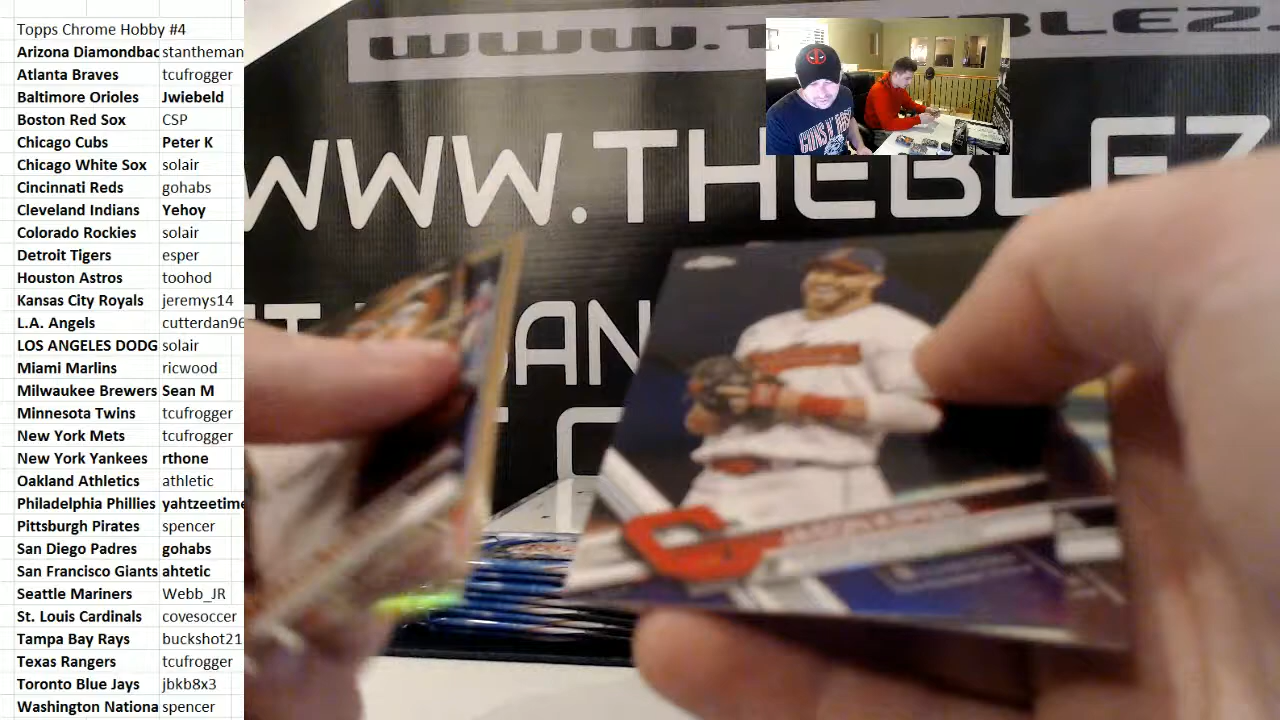 Topps Chrome Hobby #4
Arizona Diamondbac stantheman
Atlanta Braves tcufrogger
Baltimore Orioles Jwiebeld
Boston Red Sox CSP
Chicago Cubs Peter K
Chicago White Sox solair
Cincinnati Reds gohabs
Cleveland Indians Yehoy
Colorado Rockies solair
Detroit Tigers esper
Houston Astros toohod
Kansas City Royals jeremys14
L.A. Angels cutterdan96
LOS ANGELES DODG solair
Miami Marlins ricwood
Milwaukee Brewers Sean M
Minnesota Twins tcufrogger
New York Mets tcufrogger
New York Yankees rthone
Oakland Athletics athletic
Philadelphia Phillies yahtzeetime
Pittsburgh Pirates spencer
San Diego Padres gohabs
San Francisco Giants ahtetic
Seattle Mariners Webb_JR
St. Louis Cardinals covesoccer
Tampa Bay Rays buckshot21
Texas Rangers tcufrogger
Toronto Blue Jays jbkb8x3
Washington Nationa spencer
WWW.T BLEZ.
WWW.THEBLEZ